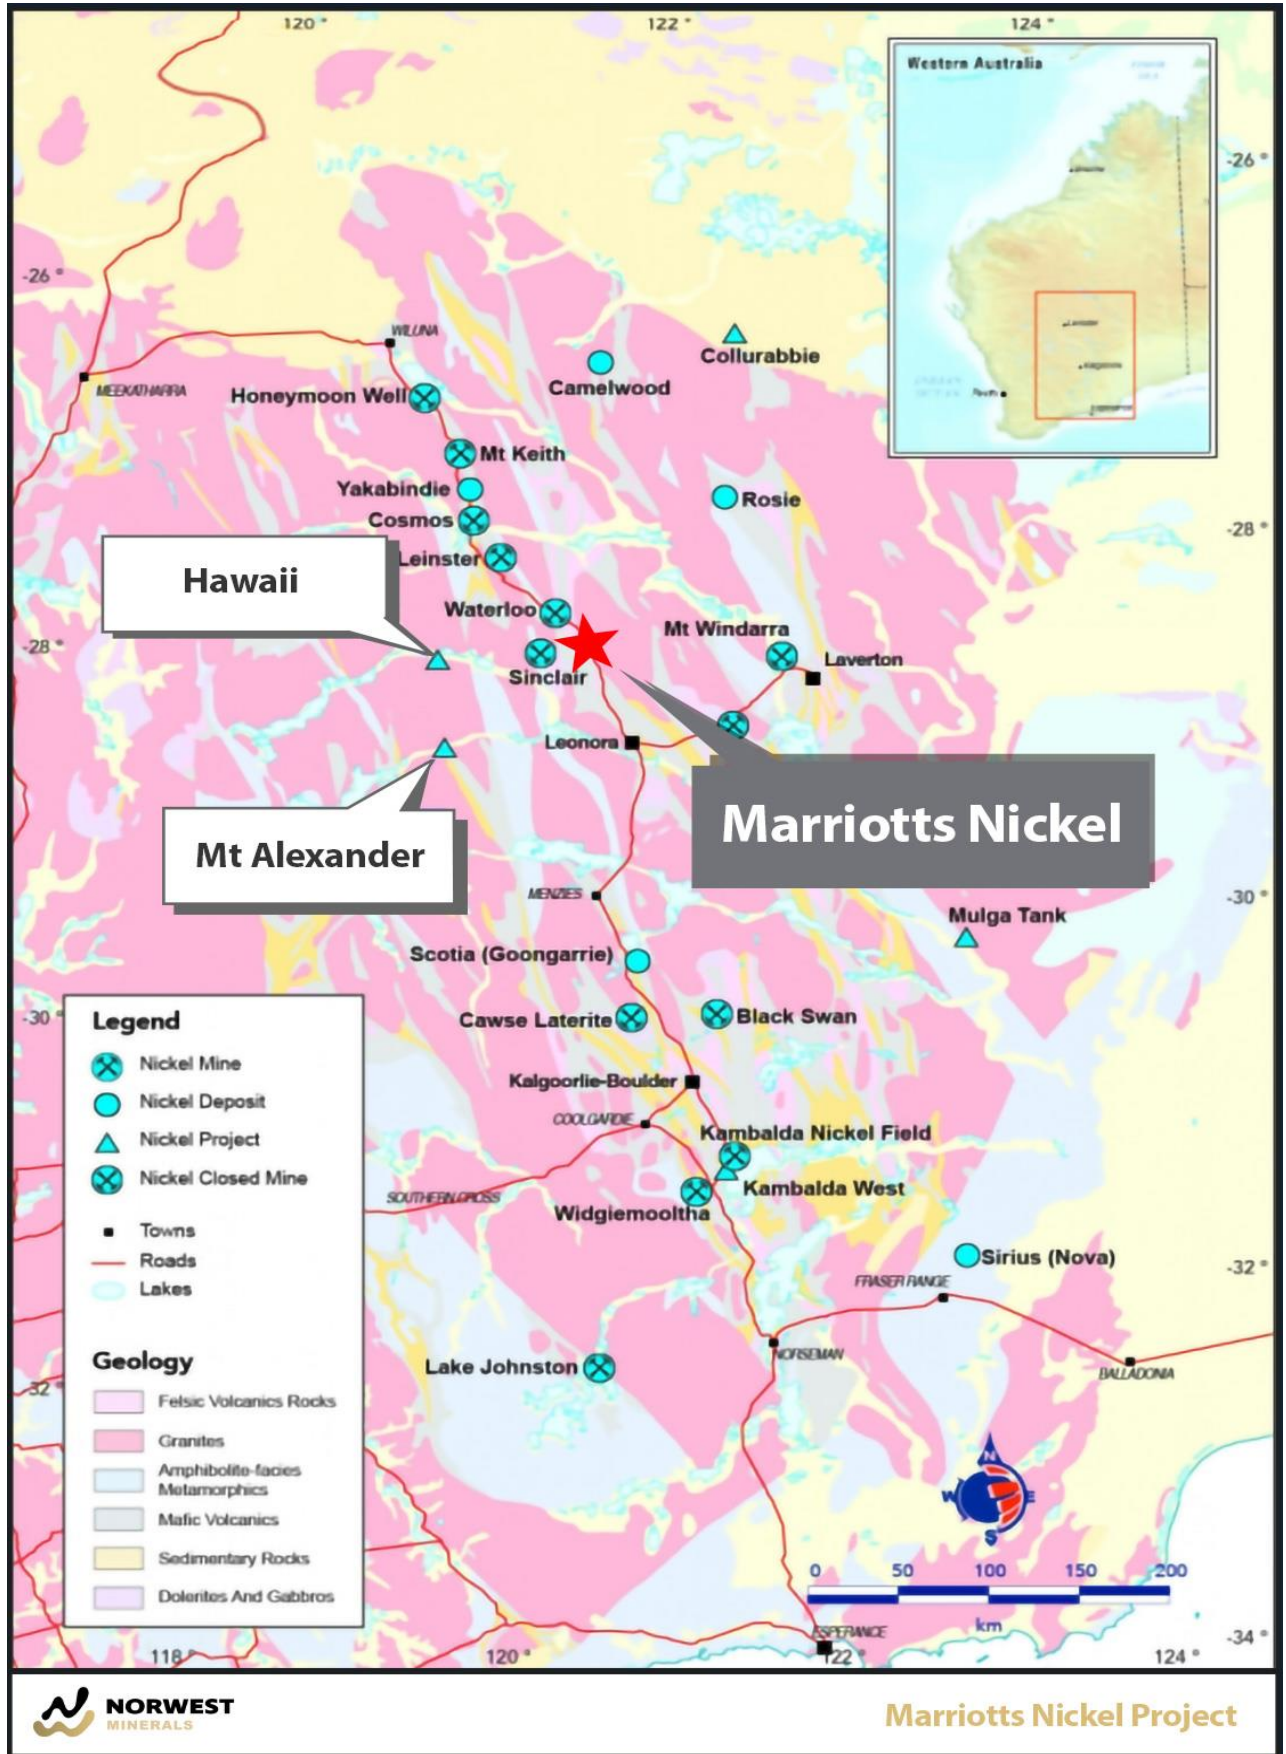 120 °
122 °
124 °
Western Australia
-26 °
-26 °
WILUNA
MEEKATHARRA
Collurabbie
Camelwood
Honeymoon Well
Perth
Mt Keith
Yakabindie
Rosie
Cosmos
-28 °
Leinster
Hawaii
Waterloo
Mt Windarra
-28 °
Laverton
Sinclair
Leonora
Marriotts Nickel
Mt Alexander
MENZIES
-30 °
Mulga Tank
Scotia (Goongarrie)
-30 °
Cawse Laterite
Black Swan
Kalgoorlie-Boulder
COOLGARDIE
Kambalda Nickel Field
Kambalda West
SOUTHERN CROSS
Widgiemooltha
Sirius (Nova)
-32 °
FRASER RANGE
NORSEMAN
Lake Johnston
BALLADONIA
32 °
Legend
Nickel Mine
Nickel Deposit
Nickel Project
Nickel Closed Mine
Towns
Roads
Lakes
Geology
Felsic Volcanics Rocks
Granites
Amphibolite-facies
Metamorphics
Mafic Volcanics
Sedimentary Rocks
Dolerites And Gabbros
N
W
E
S
0 50 100 150 200
km
ESPERANCE
-34 °
118 °
120 °
122 °
124 °
NORWEST
MINERALS
Marriotts Nickel Project